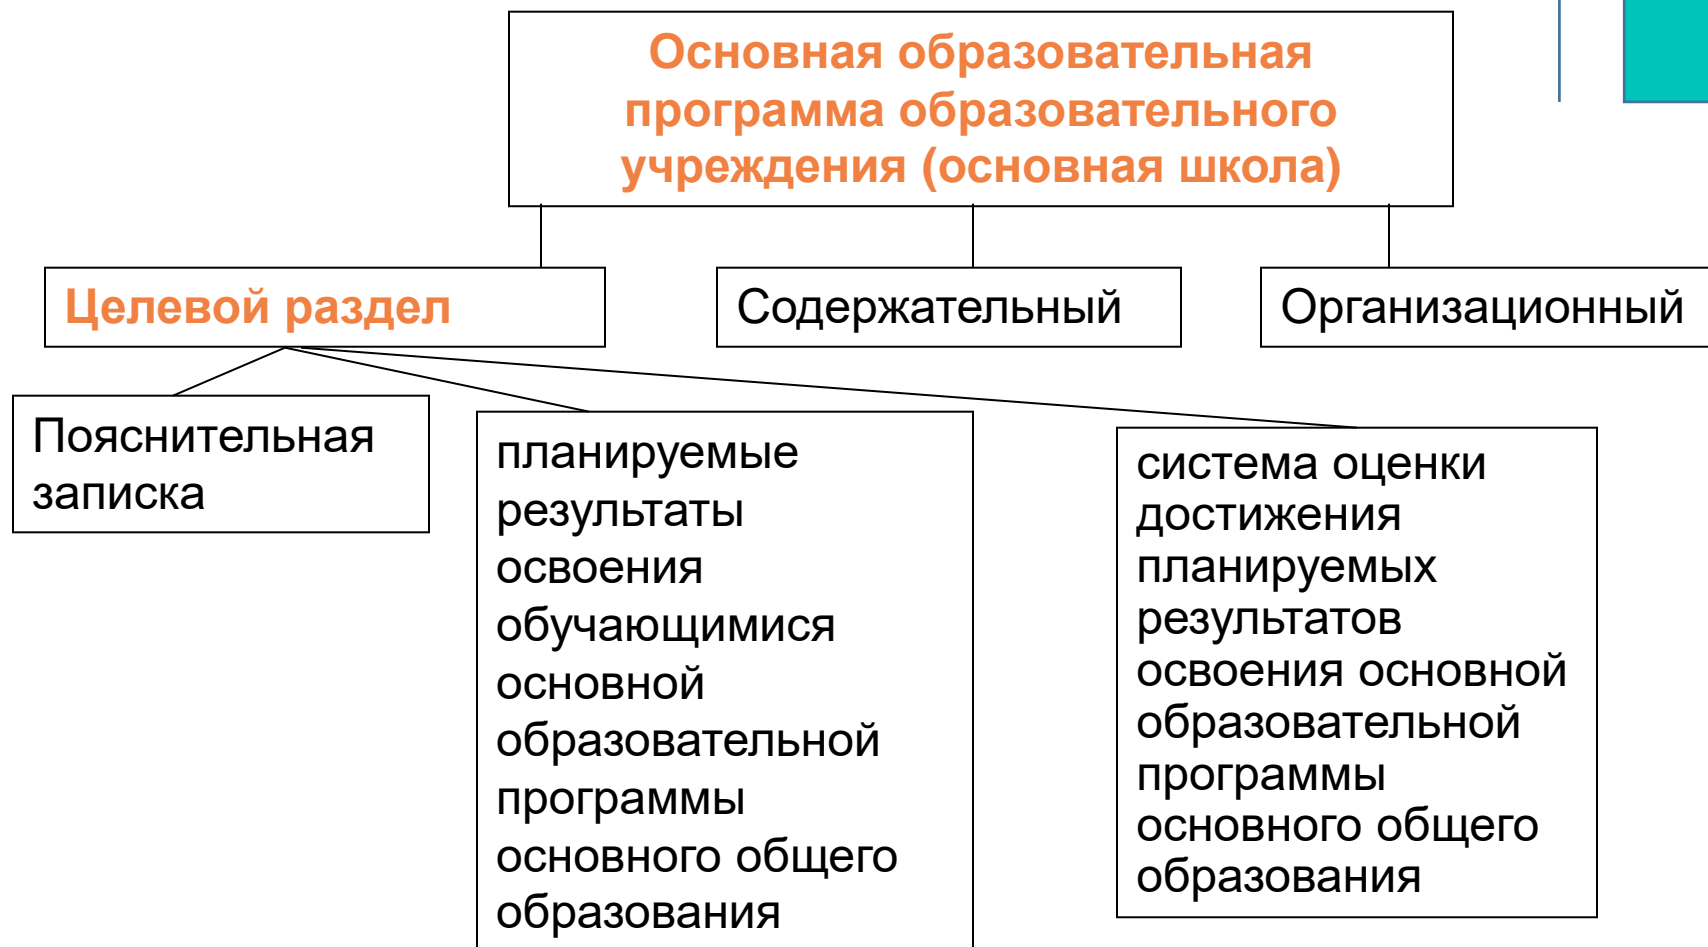 Основная образовательная
программа образовательного
учреждения (основная школа)
Целевой раздел
Содержательный
Организационный
Пояснительная
записка
планируемые
результаты
освоения
обучающимися
основной
образовательной
программы
основного общего
образования
система оценки
достижения
планируемых
результатов
освоения основной
образовательной
программы
основного общего
образования